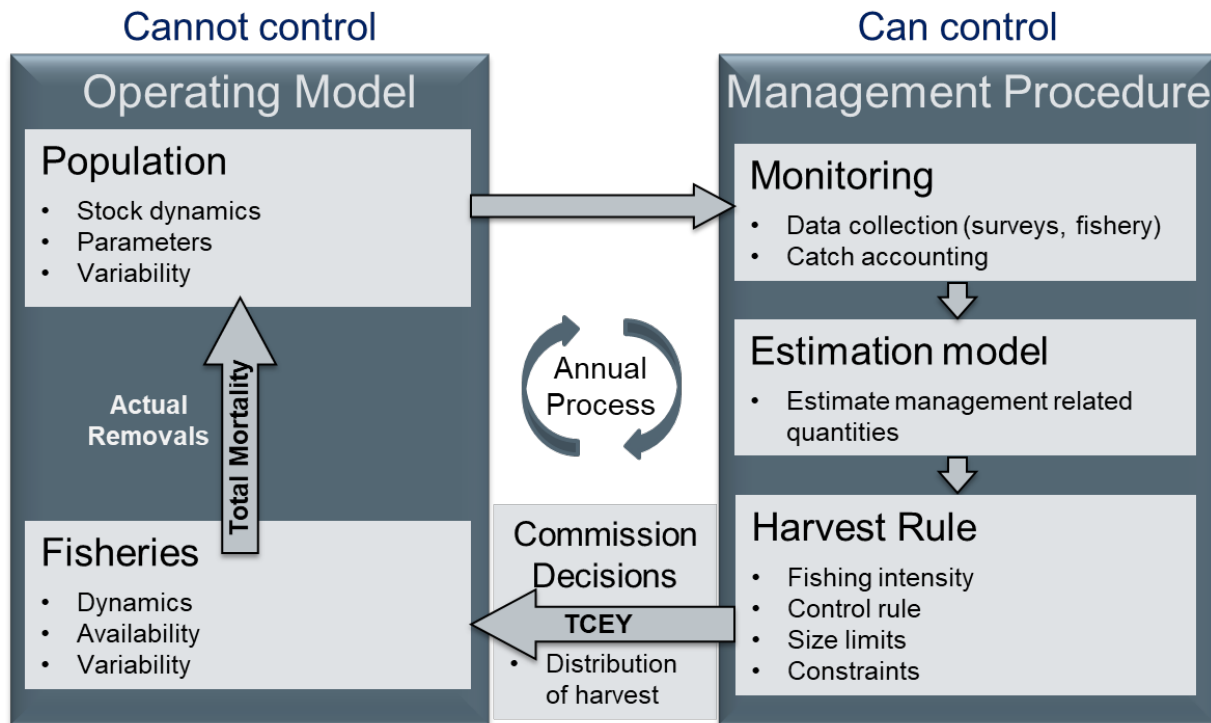 Cannot control
Operating Model
Population
• Stock dynamics
• Parameters
• Variability
Actual
Removals
Total Mortality
Fisheries
• Dynamics
• Availability
• Variability
Annual
Process
Commission
Decisions
TCEY
• Distribution
of harvest
Can control
Management Procedure
Monitoring
• Data collection (surveys, fishery)
• Catch accounting
Estimation model
• Estimate management related
quantities
Harvest Rule
• Fishing intensity
• Control rule
• Size limits
• Constraints